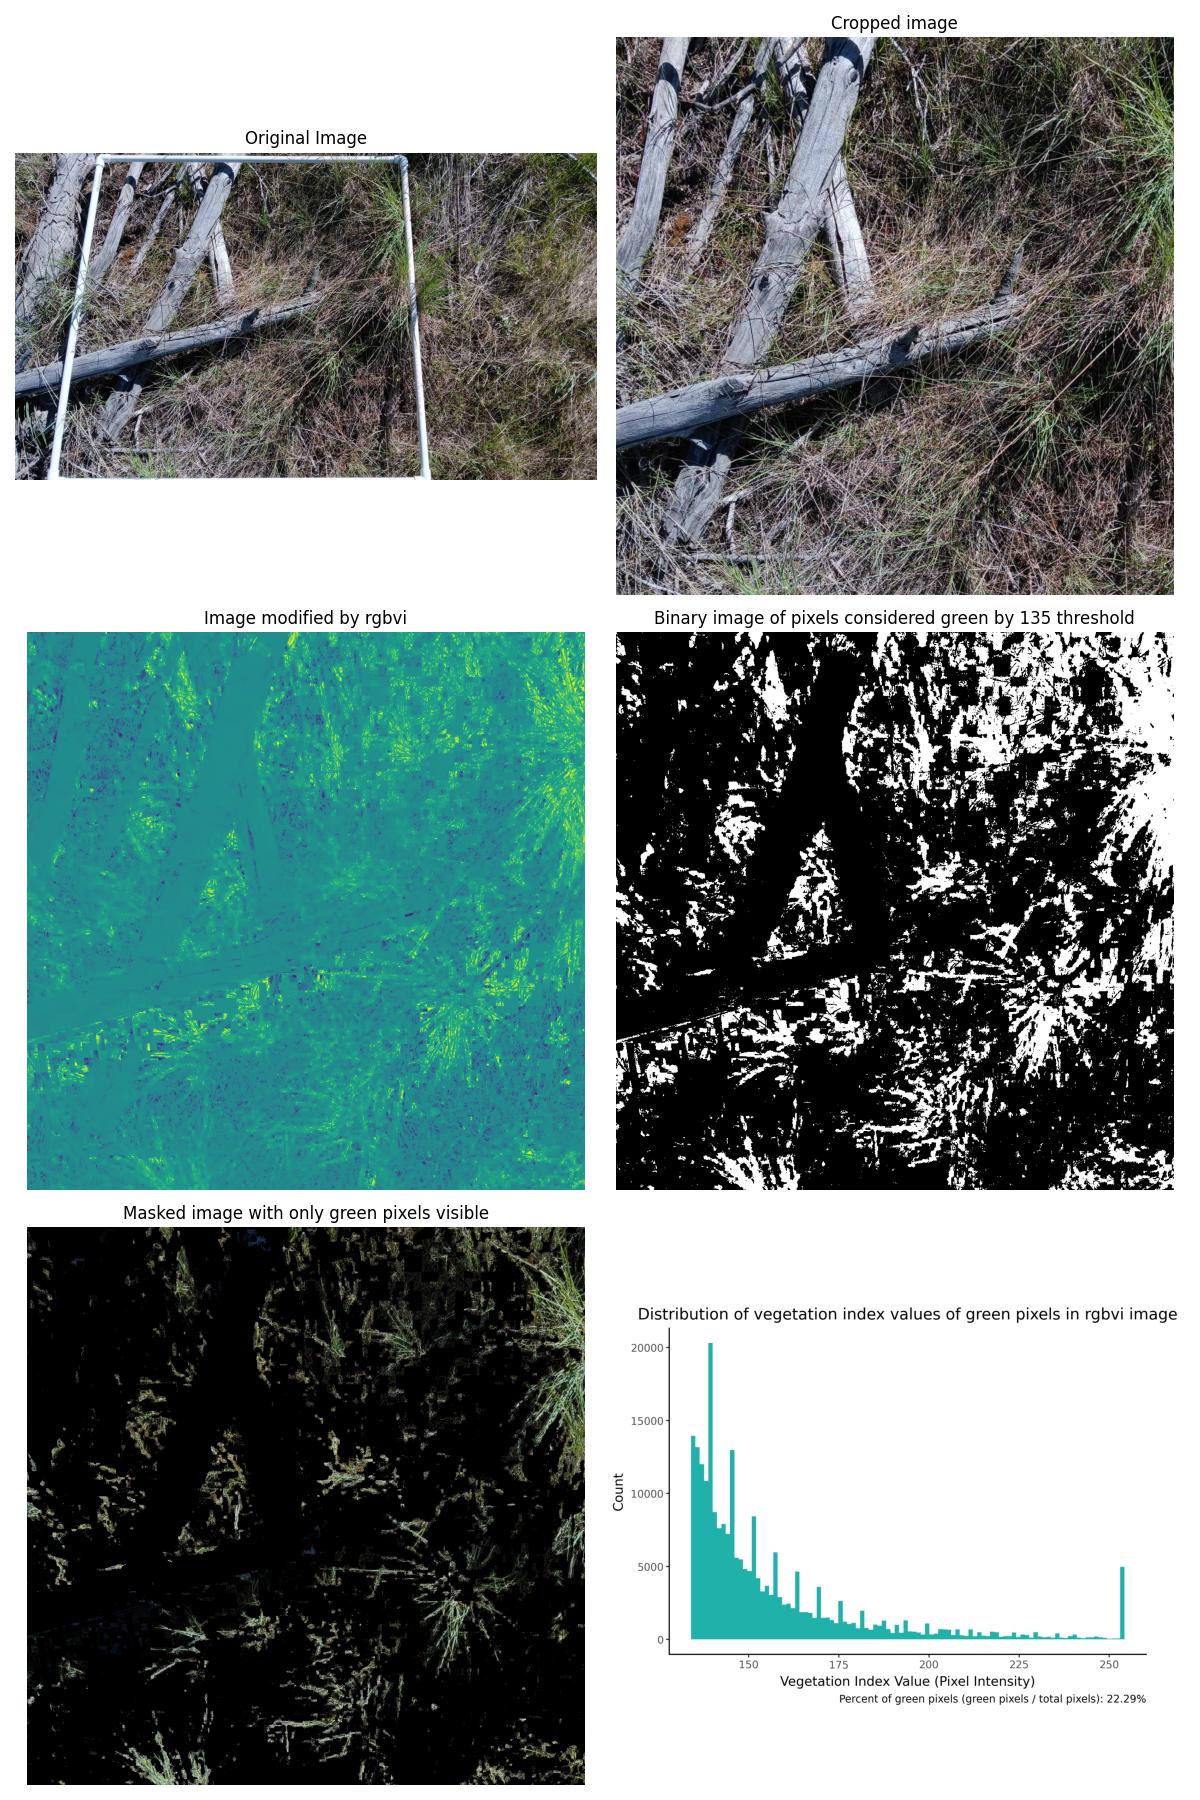 Original Image
Cropped image
Image modified by rgbvi
Binary image of pixels considered green by 135 threshold
Masked image with only green pixels visible
Distribution of vegetation index values of green pixels in rgbvi image
20000
15000
10000
5000
0
Count
150 175 200 225 250
Vegetation Index Value (Pixel Intensity)
Percent of green pixels (green pixels / total pixels): 22.29%